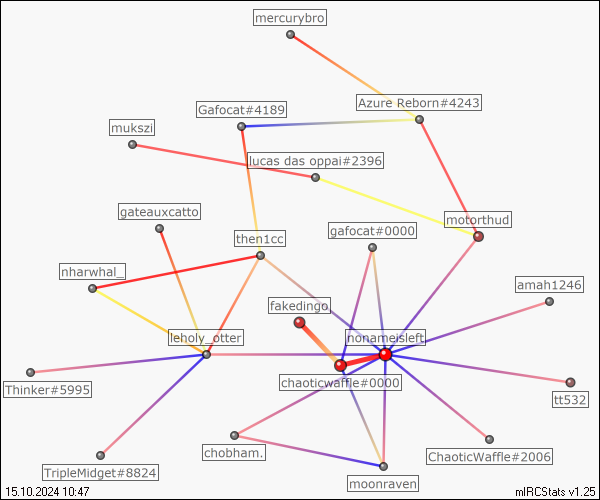 mercurybro
Azure Reborn#4243
Gafocat#4189
mukszi
lucas das oppai#2396
gateauxcatto
motorthud
gafocat#0000
then1cc
nharwhal_
amah1246
fakedingo
leholy_otter
nonameisleft
chaoticwaffle#0000
Thinker#5995
tt532
chobham.
ChaoticWaffle#2006
TripleMidget#8824
moonraven
15.10.2024 10:47
mIRCStats v1.25